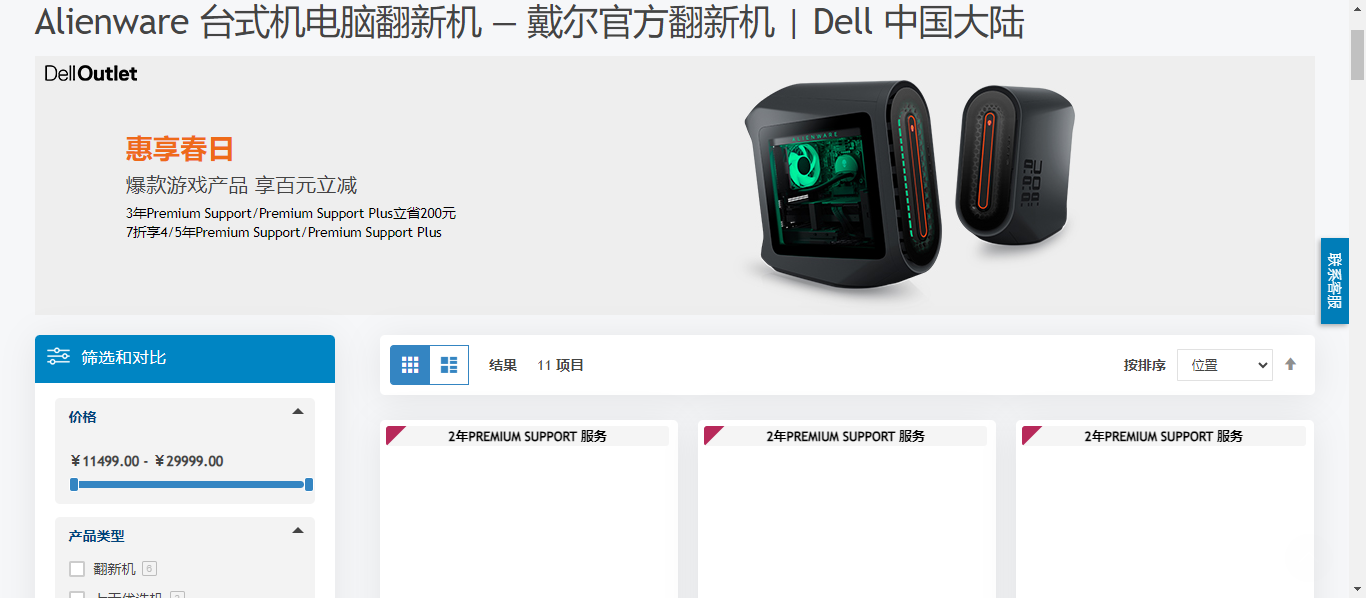 Alienware 台式机电脑翻新机 — 戴尔官方翻新机 | Dell 中国大陆
DellOutlet
惠享春日
爆款游戏产品 享百元立减
3年Premium Support/Premium Support Plus立省200元
7折享4/5年Premium Support/Premium Support Plus
ALIENWARE
联系客服
筛选和对比
结果 11 项目
按排序 位置
价格
¥11499.00 - ¥29999.00
产品类型
翻新机 6
2年PREMIUM SUPPORT 服务
2年PREMIUM SUPPORT 服务
2年PREMIUM SUPPORT 服务